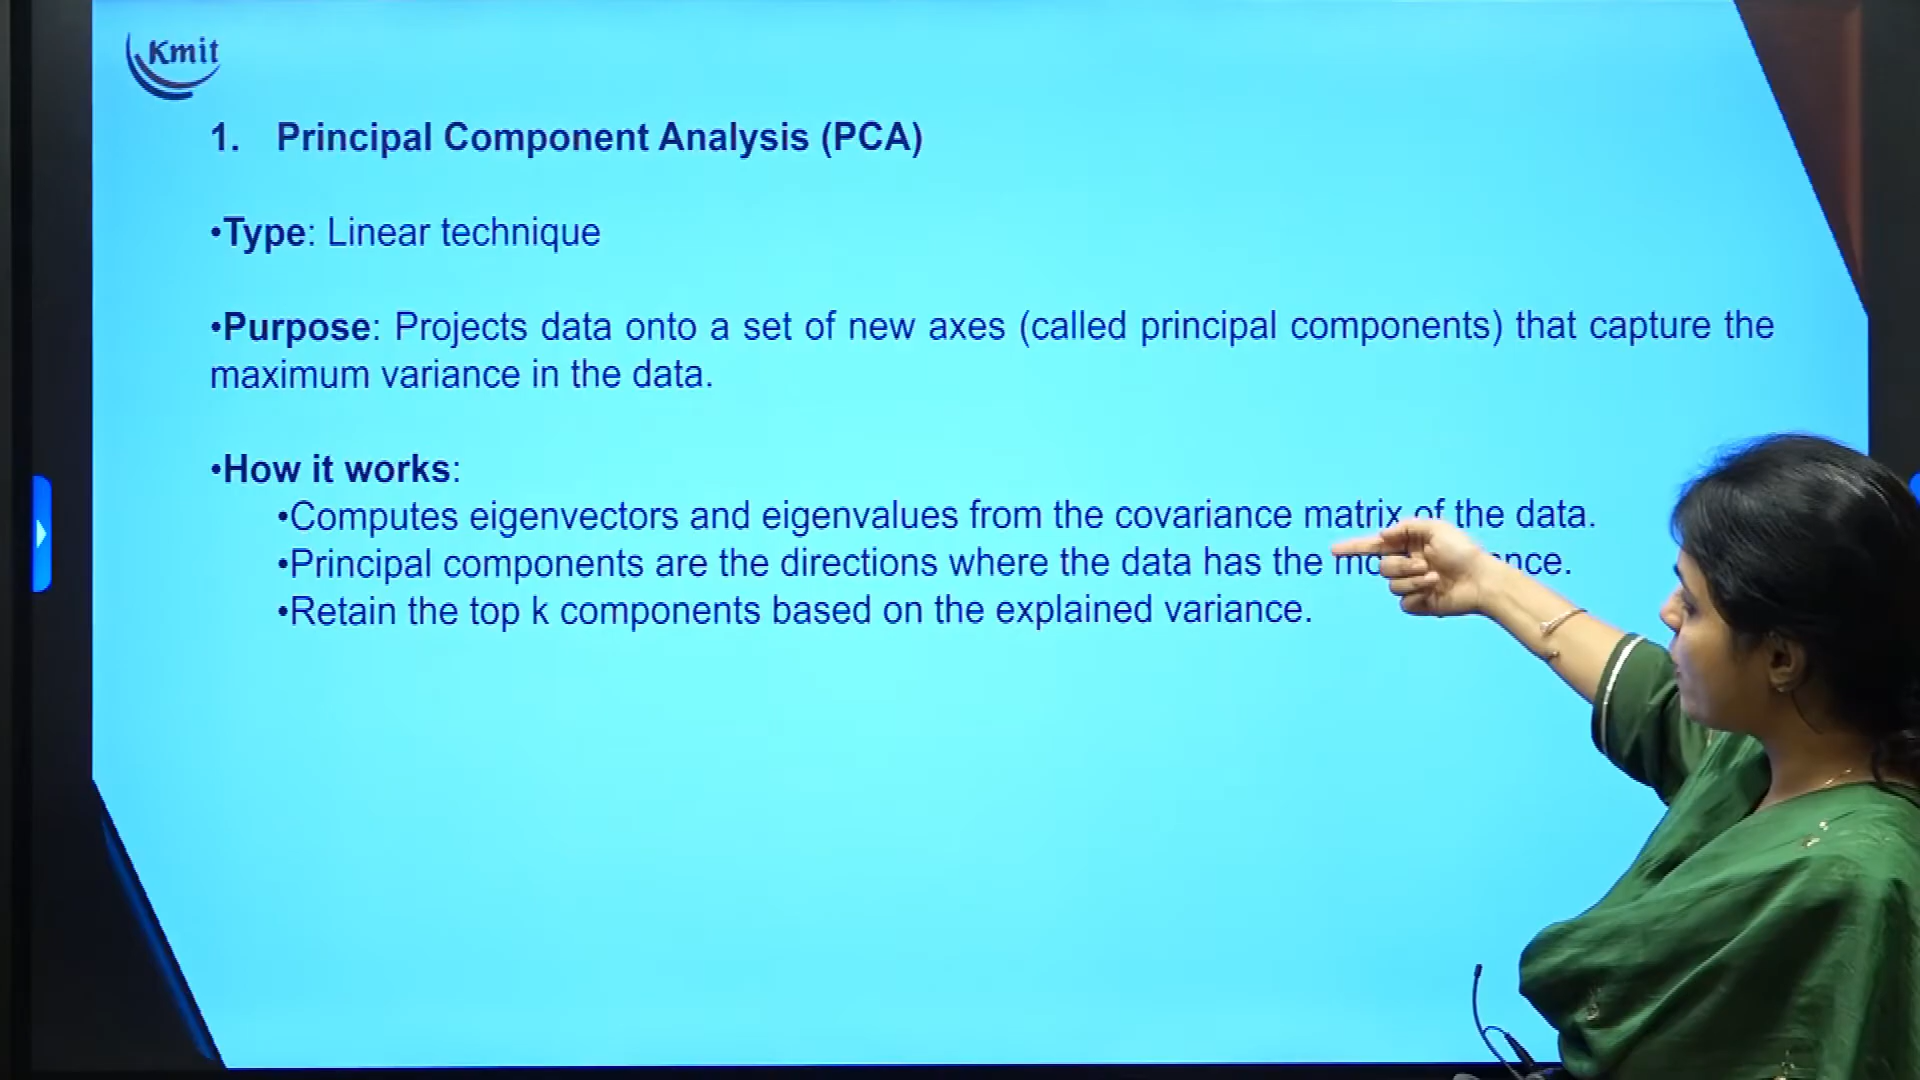 Kmit
1. Principal Component Analysis (PCA)
•Type: Linear technique
•Purpose: Projects data onto a set of new axes (called principal components) that capture the
maximum variance in the data.
•How it works:
•Computes eigenvectors and eigenvalues from the covariance matrix of the data.
•Principal components are the directions where the data has the
•Retain the top k components based on the explained variance.